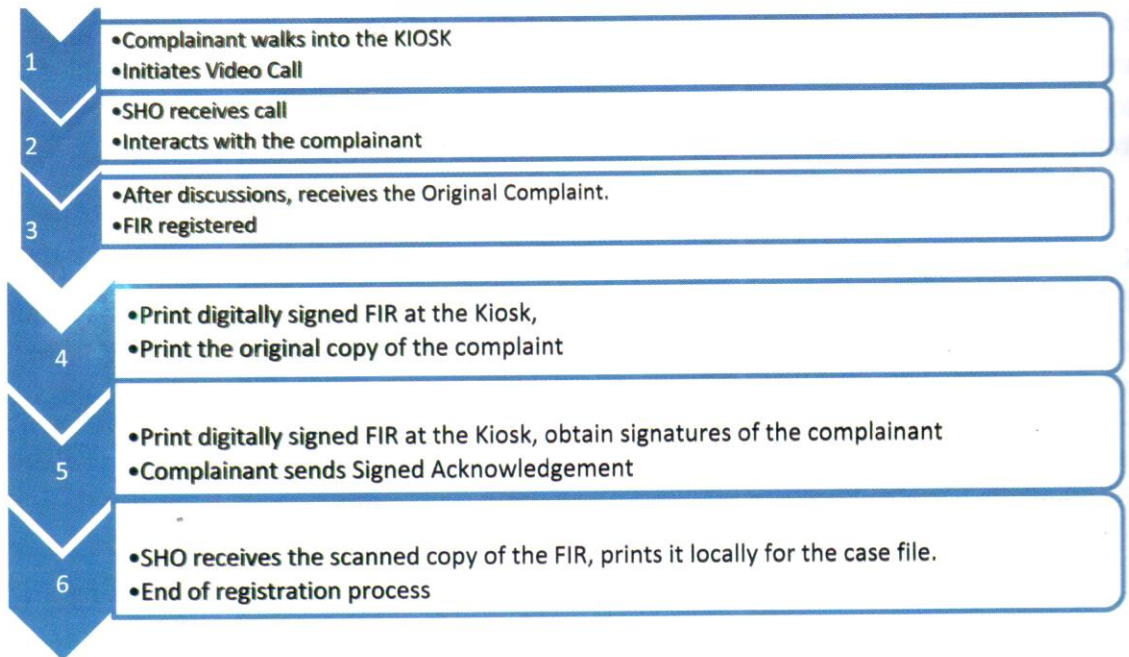 1
•Complainant walks into the KIOSK
•Initiates Video Call
2
•SHO receives call
•Interacts with the complainant
3
•After discussions, receives the Original Complaint.
•FIR registered
4
•Print digitally signed FIR at the Kiosk,
•Print the original copy of the complaint
5
•Print digitally signed FIR at the Kiosk, obtain signatures of the complainant
•Complainant sends Signed Acknowledgement
6
•SHO receives the scanned copy of the FIR, prints it locally for the case file.
•End of registration process